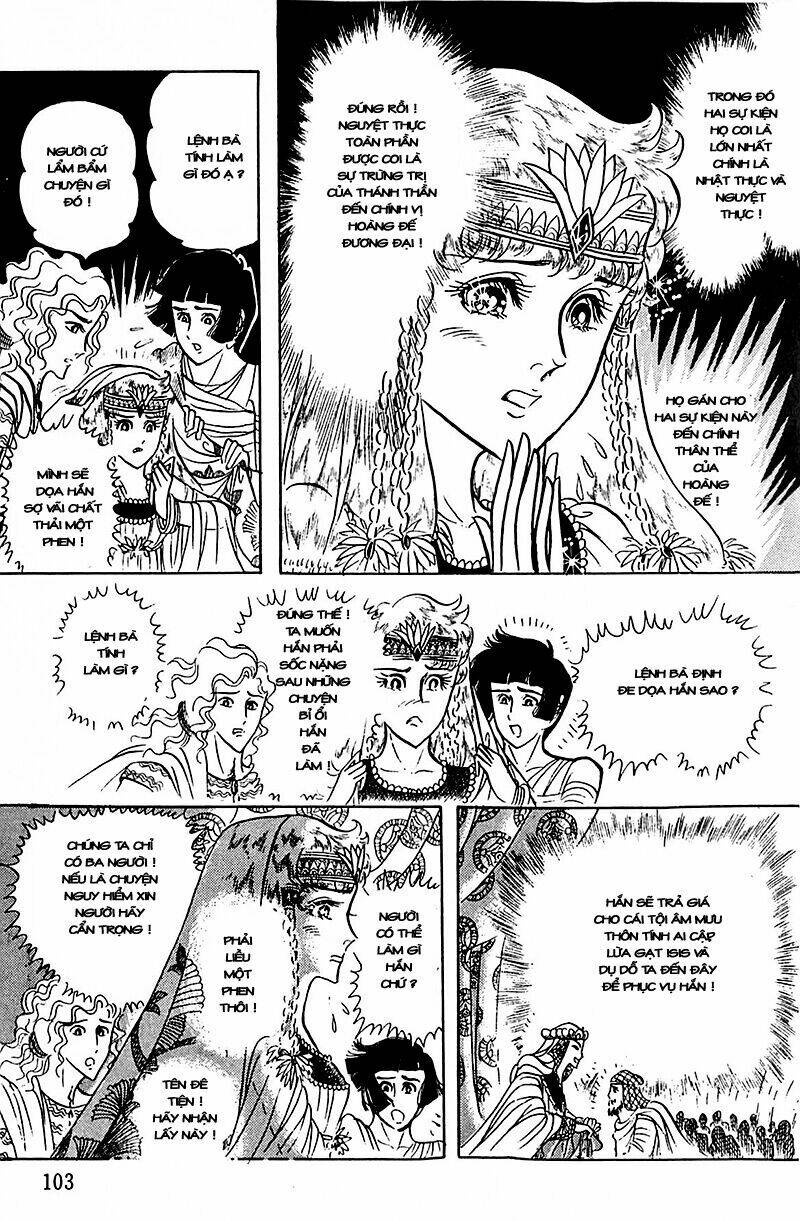 TRONG ĐÓ
HAI SỰ KIỆN
HỌ COI LÀ
LỚN NHẤT
CHÍNH LÀ
NHẬT THỰC VÀ
NGUYỆT
THỰC !
ĐÚNG RỒI !
NGUYỆT THỰC
TOÀN PHẦN
ĐƯỢC COI LÀ
SỰ TRỪNG TRỊ
CỦA THÁNH THẦN
ĐẾN CHÍNH VỊ
HOÀNG ĐẾ
ĐƯƠNG ĐẠI !
HỌ GÁN CHO
HAI SỰ KIỆN NÀY
ĐẾN CHÍNH
THÂN THỂ
CỦA
HOÀNG
ĐẾ !
LỆNH BÀ
TÍNH LÀM
GÌ ĐÓ Ạ ?
NGƯỜI CỨ
LẨM BẨM
CHUYỆN GÌ
ĐÓ !
MÌNH SẼ
DỌA HẮN
SỢ VÃI CHẤT
THẢI MỘT
PHEN !
LỆNH BÀ ĐỊNH
ĐE DỌA HẮN SAO ?
ĐÚNG THẾ !
TA MUỐN
HẮN PHẢI
SỐC NẶNG
SAU NHỮNG
CHUYỆN
BỈ ỔI
HẮN
ĐÃ
LÀM !
LỆNH BÀ
TÍNH
LÀM GÌ ?
HẮN SẼ TRẢ GIÁ
CHO CÁI TỘI ÂM MƯU
THÔN TÍNH AI CẬP
LỪA GẠT ISIS VÀ
DỤ DỖ TA ĐẾN ĐÂY
ĐỂ PHỤC VỤ HẮN !
NGƯỜI
CÓ THỂ
LÀM GÌ
HẮN
CHỨ ?
PHẢI
LIỀU
MỘT
PHEN
THÔI !
CHÚNG TA CHỈ
CÓ BA NGƯỜI !
NẾU LÀ CHUYỆN
NGUY HIỂM XIN
NGƯỜI HÃY
CẨN TRỌNG !
TÊN ĐÊ
TIỆN !
HÃY NHẬN
LẤY NÀY !
103